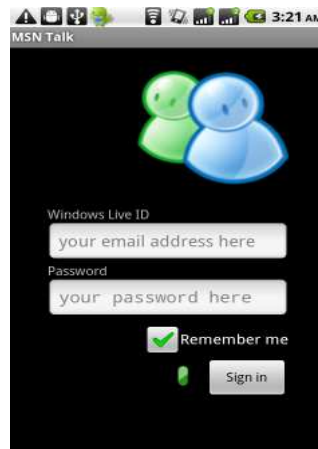 3:21 AM
MSN Talk
Windows Live ID
your email address here
Password
your password here
Remember me
Sign in